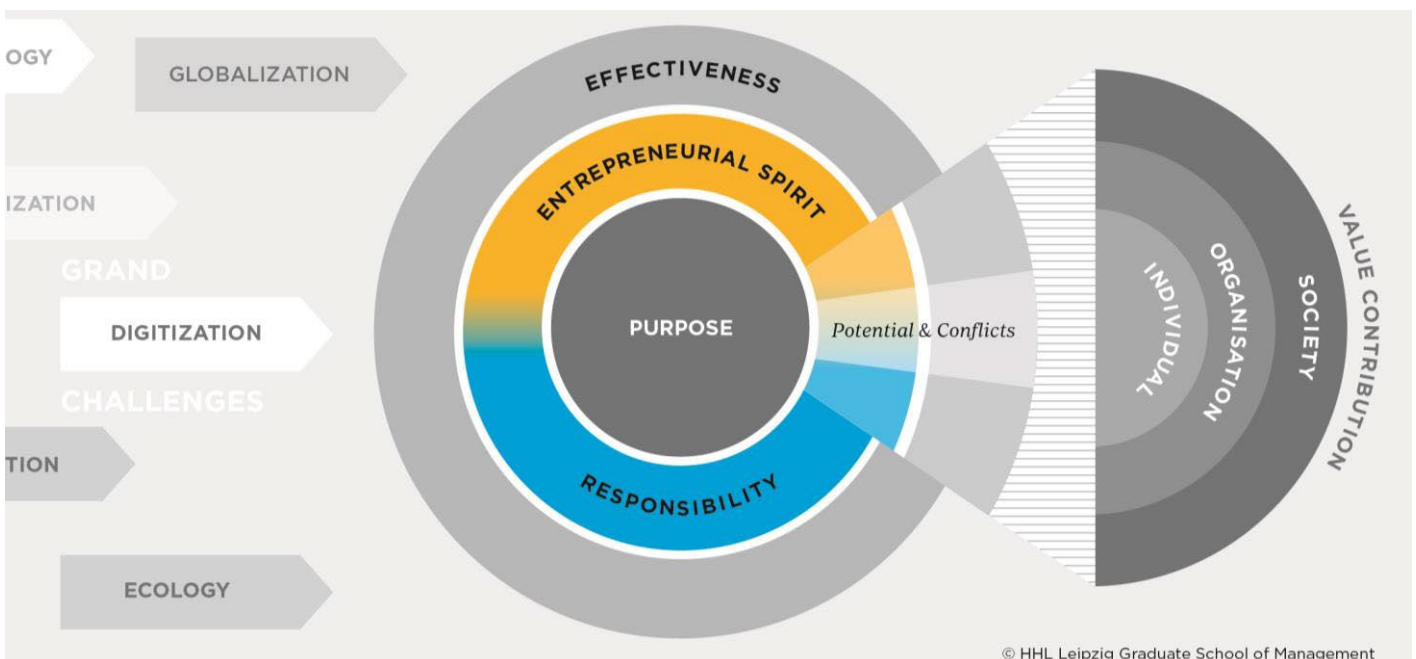 OGY
GLOBALIZATION
IZATION
GRAND
DIGITIZATION
CHALLENGES
TION
ECOLOGY
EFFECTIVENESS
ENTREPRENEURIAL SPIRIT
PURPOSE
RESPONSIBILITY
Potential & Conflicts
INDIVIDUAL
ORGANISATION
SOCIETY
VALUE CONTRIBUTION
© HHL Leipzig Graduate School of Management